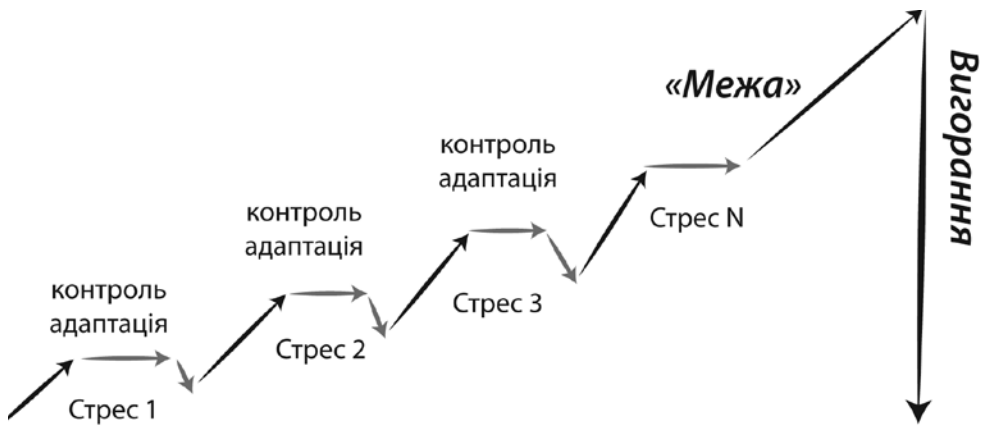 контроль
адаптація
Стрес 1
контроль
адаптація
Стрес 2
контроль
адаптація
Стрес 3
Стрес N
«Межа»
Вигорання